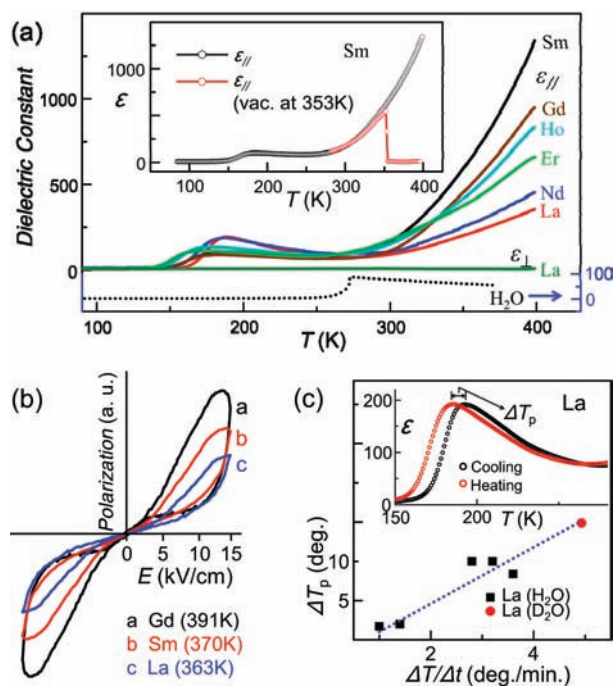 (a)
Dielectric Constant
1000
500
0
ε
1000
500
0
ε//
ε//
(vac. at 353K)
Sm
100 200 300 400
T (K)
Sm
ε//
Gd
Ho
Er
Nd
La
ε⊥
La
H₂O
100
0
100 200 300 400
T (K)
(b)
Polarization (a. u.)
a
b
c
0 5 10 15
E (kV/cm)
a Gd (391K)
b Sm (370K)
c La (363K)
(c)
La
200
100
0
ε
ΔTp
Cooling
Heating
150 200
T (K)
ΔTp (deg.)
10
5
La (H₂O)
La (D₂O)
2 4
ΔT/Δt (deg./min.)